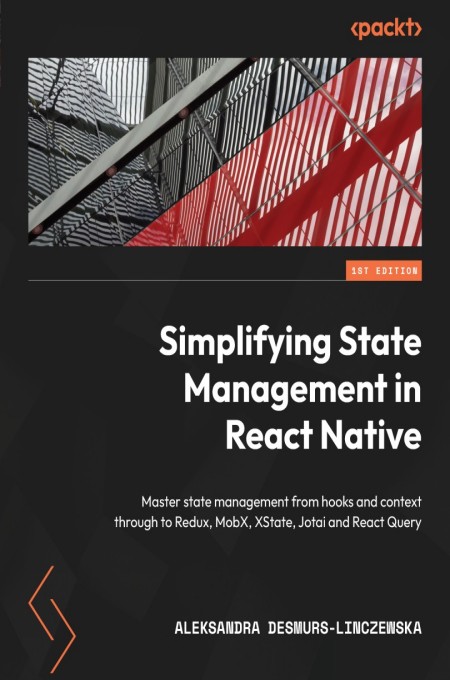 <packt>
1ST EDITION
Simplifying State
Management in
React Native
Master state management from hooks and context
through to Redux, MobX, XState, Jotai and React Query
ALEKSANDRA DESMURS-LINCZEWSKA